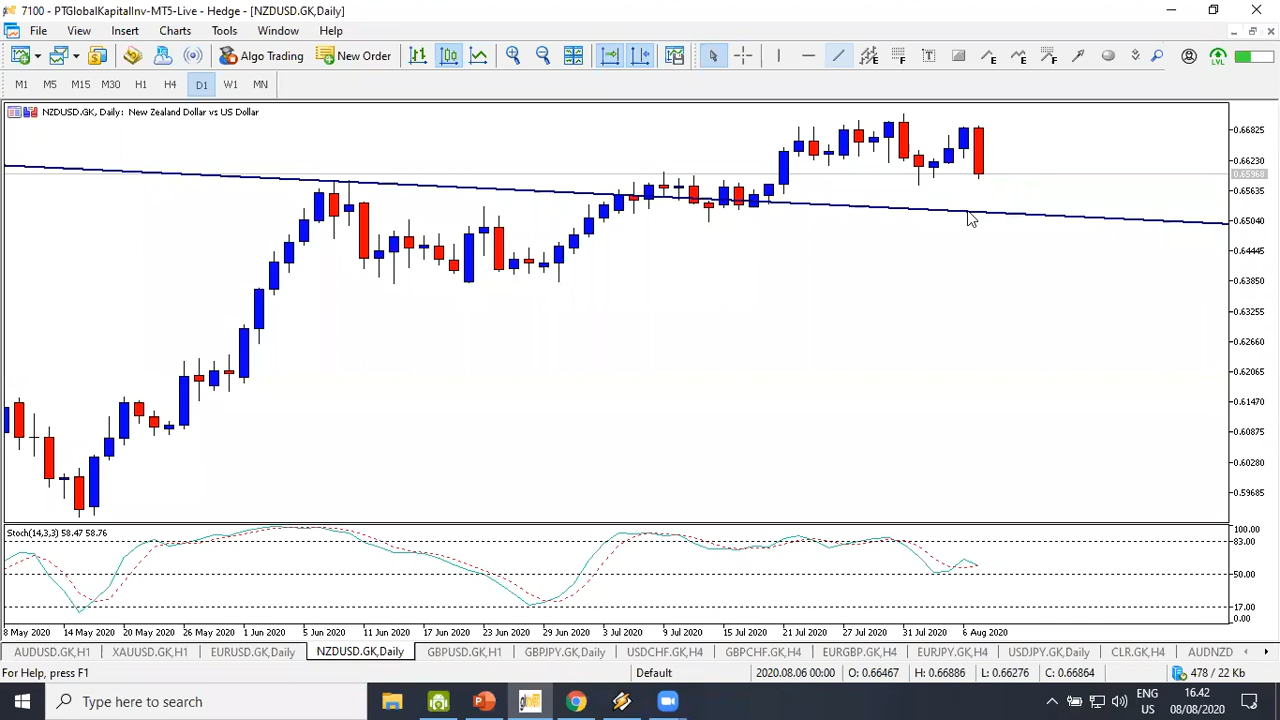 7100 - PTGlobalKapitalInv-MT5-Live - Hedge - [NZDUSD.GK,Daily]
File View Insert Charts Tools Window Help
Algo Trading New Order LVL
M1 M5 M15 M30 H1 H4 D1 W1 MN
NZDUSD.GK, Daily: New Zealand Dollar vs US Dollar
0.66825
0.66230
0.65968
0.65635
0.65040
0.64445
0.63850
0.63255
0.62660
0.62065
0.61470
0.60875
0.60280
0.59685
Stoch(14,3,3) 58.47 58.76
100.00
83.00
50.00
17.00
0.00
8 May 2020 14 May 2020 20 May 2020 26 May 2020 1 Jun 2020 5 Jun 2020 11 Jun 2020 17 Jun 2020 23 Jun 2020 29 Jun 2020 3 Jul 2020 9 Jul 2020 15 Jul 2020 21 Jul 2020 27 Jul 2020 31 Jul 2020 6 Aug 2020
AUDUSD.GK,H1 XAUUSD.GK,H1 EURUSD.GK,Daily NZDUSD.GK,Daily GBPUSD.GK,H1 GBPJPY.GK,Daily USDCHF.GK,H4 GBPCHF.GK,H4 EURGBP.GK,H4 EURJPY.GK,H4 USDJPY.GK,Daily CLR.GK,H4 AUDNZD
For Help, press F1 Default 2020.08.06 00:00 O: 0.66467 H: 0.66886 L: 0.66276 C: 0.66864 478 / 22 Kb
Type here to search
ENG
US
16.42
08/08/2020